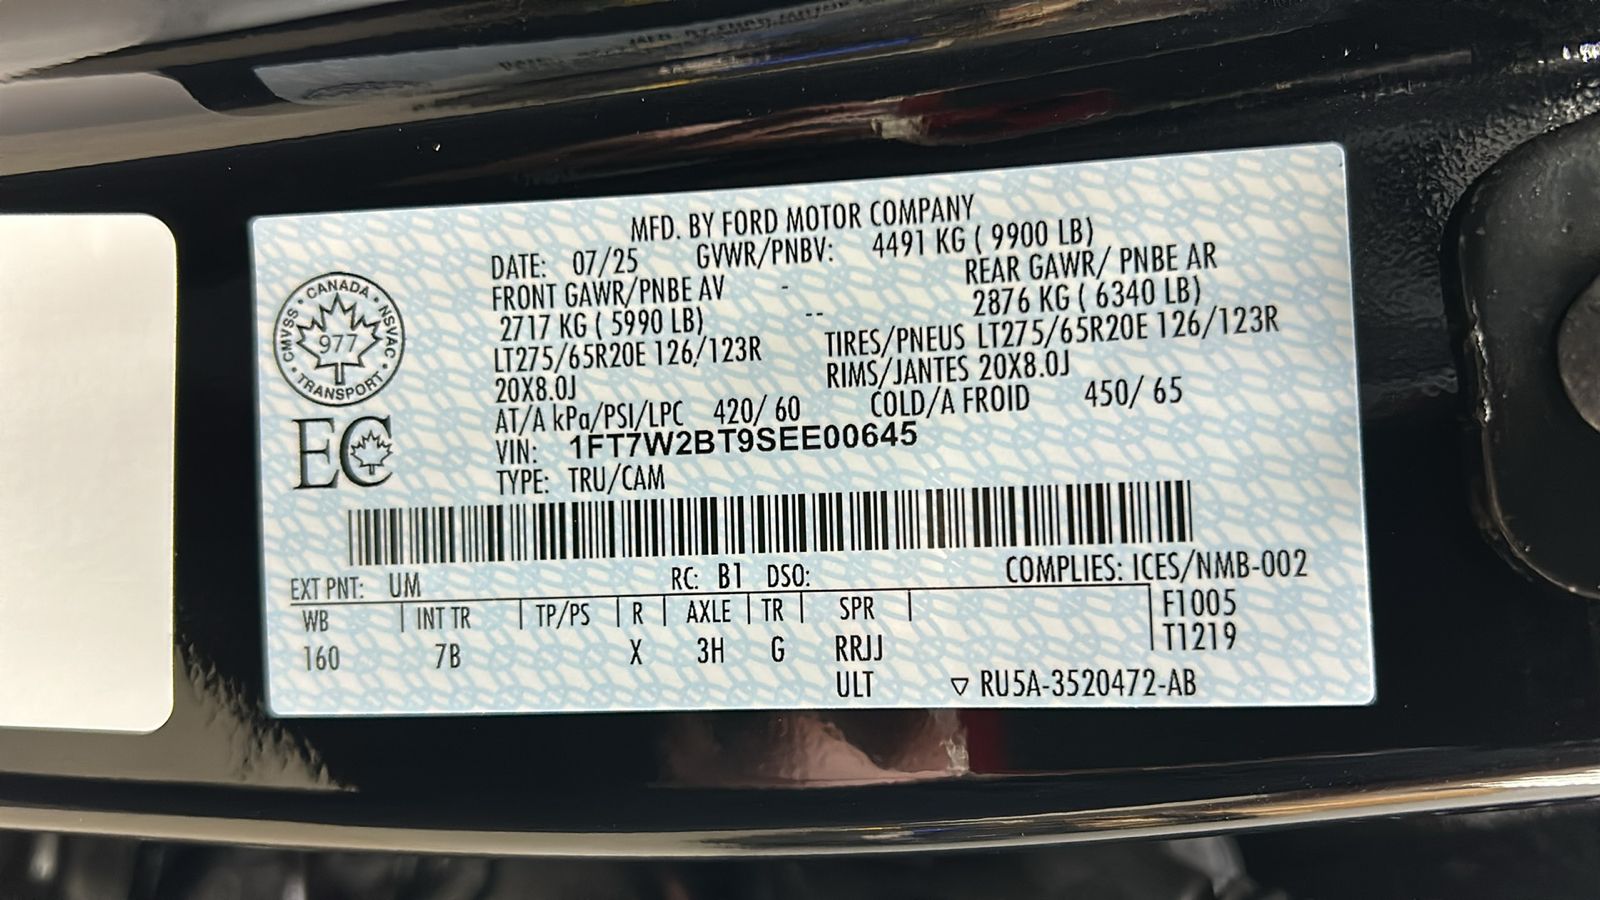 MFD. BY FORD MOTOR COMPANY
DATE: 07/25 GVWR/PNBV: 4491 KG ( 9900 LB)
FRONT GAWR/PNBE AV - REAR GAWR/ PNBE AR
2717 KG ( 5990 LB) -- 2876 KG ( 6340 LB)
LT275/65R20E 126/123R TIRES/PNEUS LT275/65R20E 126/123R
20X8.0J RIMS/JANTES 20X8.0J
AT/A kPa/PSI/LPC 420/ 60 COLD/A FROID 450/ 65
VIN: 1FT7W2BT9SEE00645
TYPE: TRU/CAM
CANADA
CMVSS 977 NSVAC
TRANSPORT
EC
EXT PNT: UM RC: B1 DSO: COMPLIES: ICES/NMB-002
WB | INT TR | TP/PS | R | AXLE | TR | SPR | F1005
160 7B X 3H G RRJJ | T1219
ULT ▽ RU5A-3520472-AB